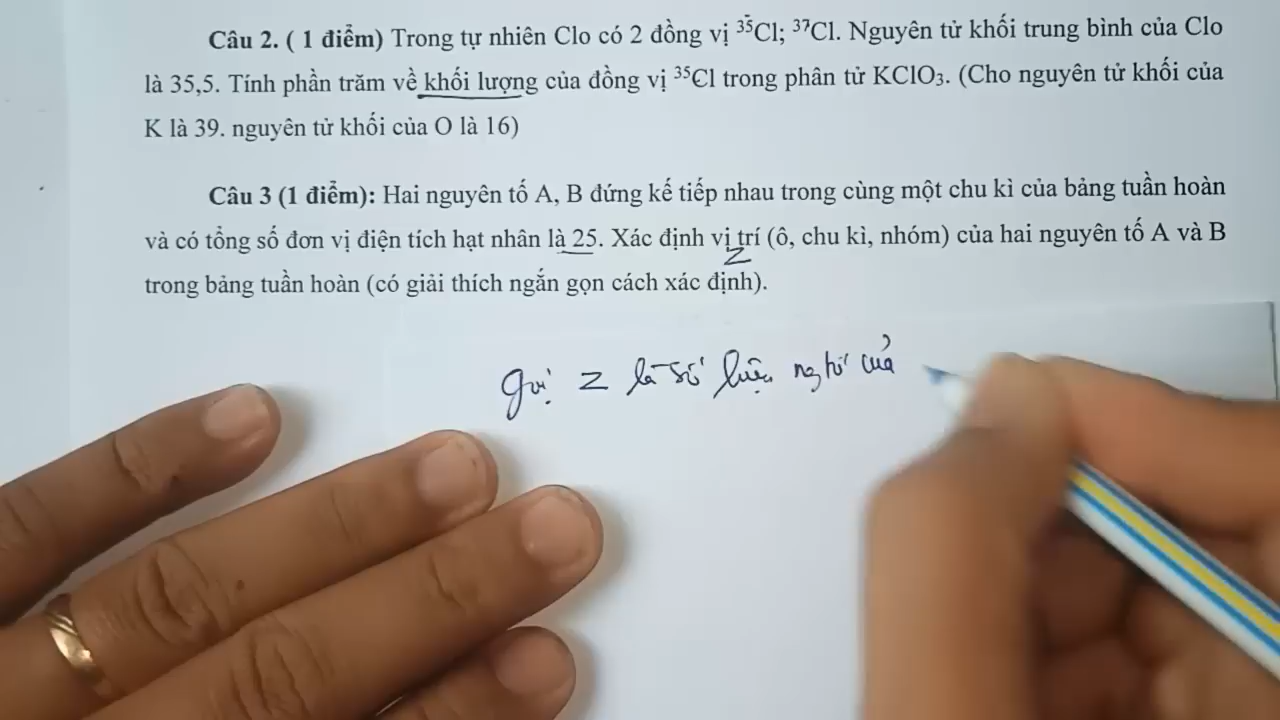 Câu 2. ( 1 điểm) Trong tự nhiên Clo có 2 đồng vị ³⁵Cl; ³⁷Cl. Nguyên tử khối trung bình của Clo
là 35,5. Tính phần trăm về khối lượng của đồng vị ³⁵Cl trong phân tử KClO₃. (Cho nguyên tử khối của
K là 39. nguyên tử khối của O là 16)
Câu 3 (1 điểm): Hai nguyên tố A, B đứng kế tiếp nhau trong cùng một chu kì của bảng tuần hoàn
và có tổng số đơn vị điện tích hạt nhân là 25. Xác định vị trí (ô, chu kì, nhóm) của hai nguyên tố A và B
Z
trong bảng tuần hoàn (có giải thích ngắn gọn cách xác định).
gọi Z là số hiệu ng tử của